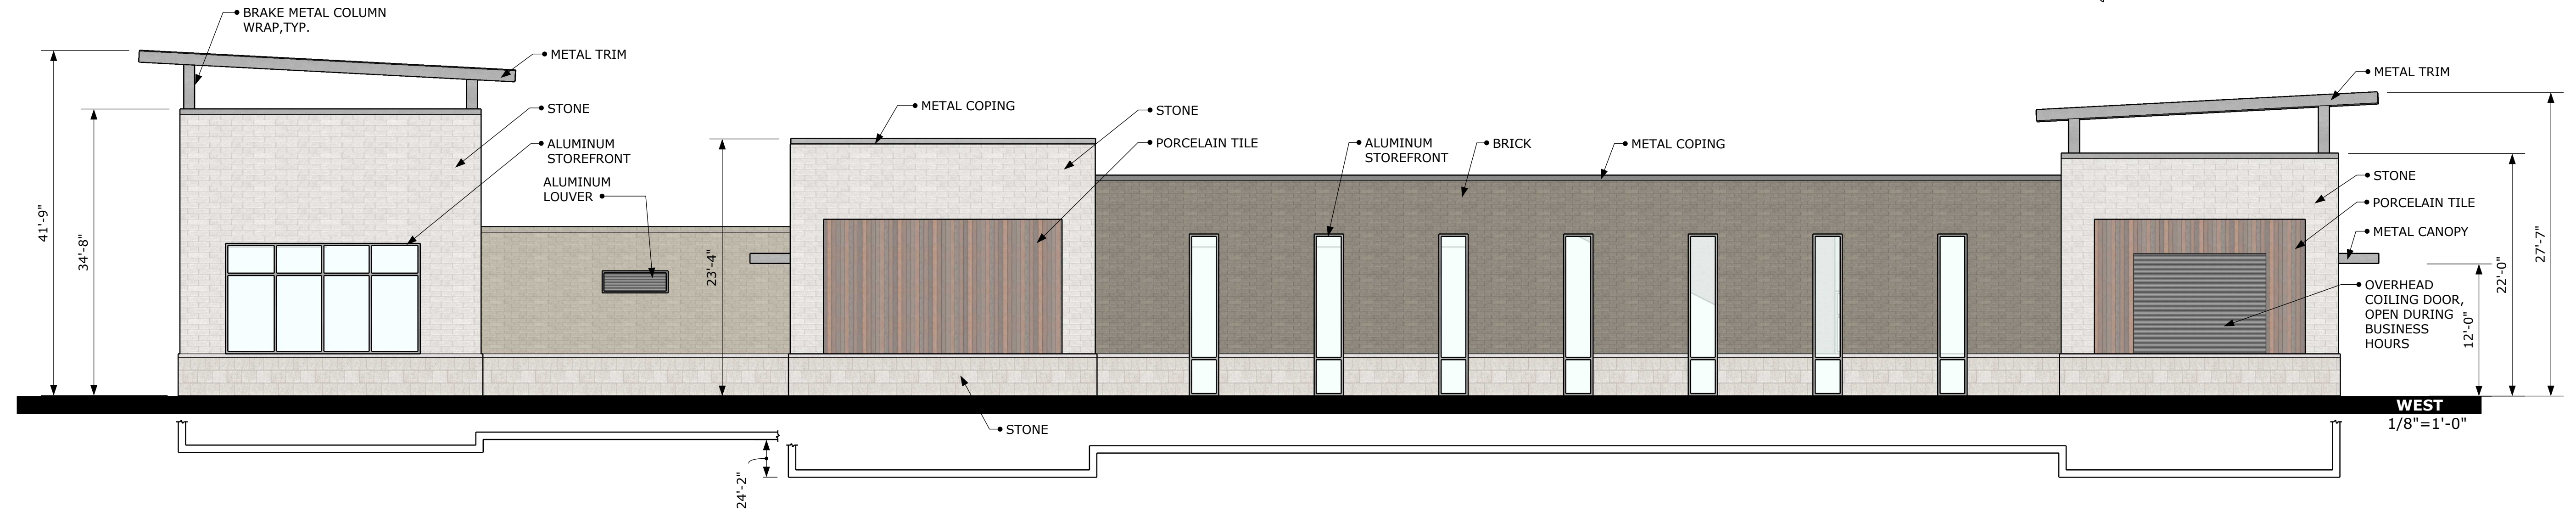 BRAKE METAL COLUMN
WRAP,TYP.
METAL TRIM
STONE
ALUMINUM
STOREFRONT
ALUMINUM
LOUVER
41'-9"
34'-8"
METAL COPING
STONE
PORCELAIN TILE
23'-4"
ALUMINUM
STOREFRONT
BRICK
METAL COPING
METAL TRIM
STONE
PORCELAIN TILE
METAL CANOPY
OVERHEAD
COILING DOOR,
OPEN DURING
BUSINESS
HOURS
12'-0"
22'-0"
27'-7"
STONE
24'-2"
WEST
1/8"=1'-0"